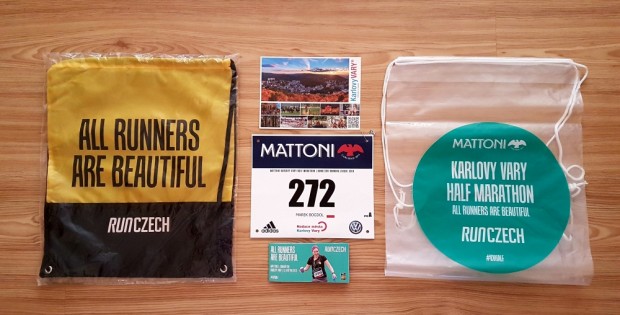 ALL RUNNERS
ARE BEAUTIFUL
RUNCZECH
KarlovyVARY°
MATTONI
272
adidas
Karlovy Vary
ALL RUNNERS
ARE BEAUTIFUL
RUNCZECH
MATTONI
KARLOVY VARY
HALF MARATHON
ALL RUNNERS ARE BEAUTIFUL
RUNCZECH